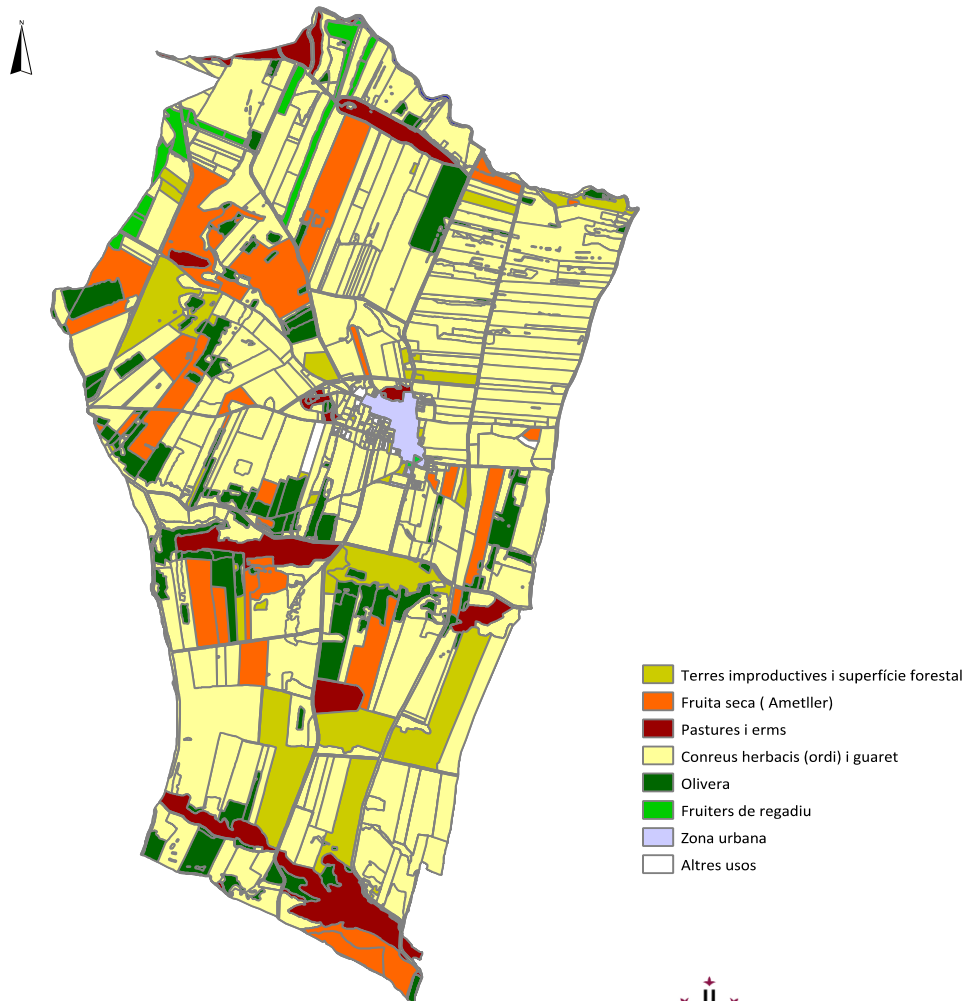 N
Terres improductives i superfície forestal
Fruita seca ( Ametller)
Pastures i erms
Conreus herbacis (ordi) i guaret
Olivera
Fruiters de regadiu
Zona urbana
Altres usos